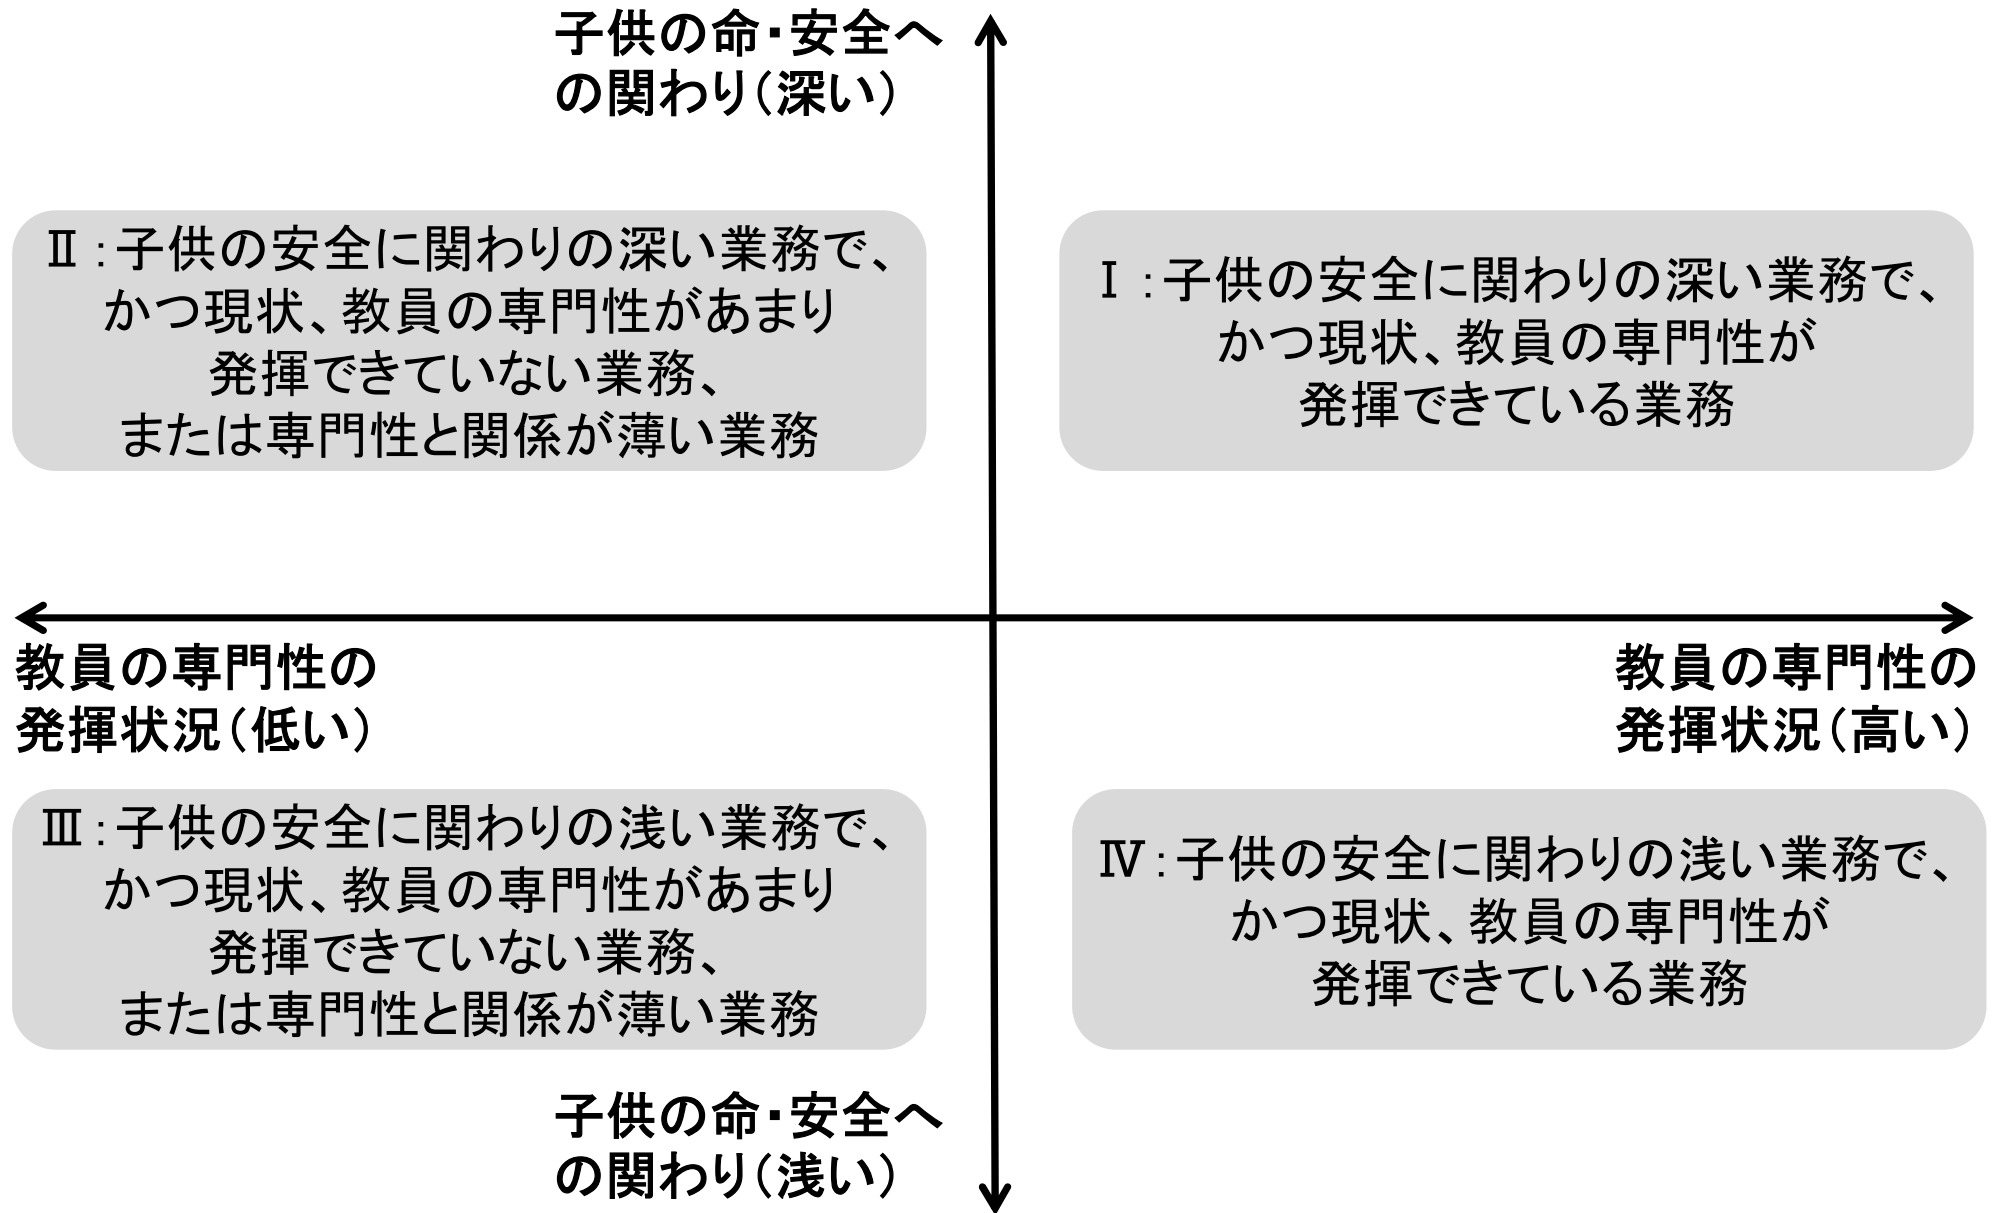 子供の命・安全へ
の関わり（深い）
Ⅱ：子供の安全に関わりの深い業務で、
かつ現状、教員の専門性があまり
発揮できていない業務、
または専門性と関係が薄い業務
Ⅰ：子供の安全に関わりの深い業務で、
かつ現状、教員の専門性が
発揮できている業務
教員の専門性の
発揮状況（低い）
教員の専門性の
発揮状況（高い）
Ⅲ：子供の安全に関わりの浅い業務で、
かつ現状、教員の専門性があまり
発揮できていない業務、
または専門性と関係が薄い業務
Ⅳ：子供の安全に関わりの浅い業務で、
かつ現状、教員の専門性が
発揮できている業務
子供の命・安全へ
の関わり（浅い）